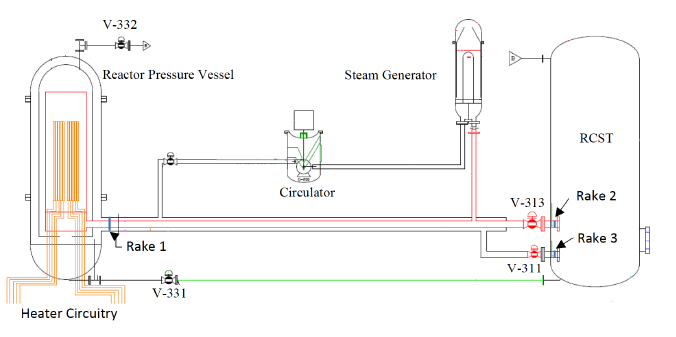 V-332
Reactor Pressure Vessel
Steam Generator
RCST
Circulator
V-313
Rake 2
Rake 1
Rake 3
V-311
V-331
Heater Circuitry